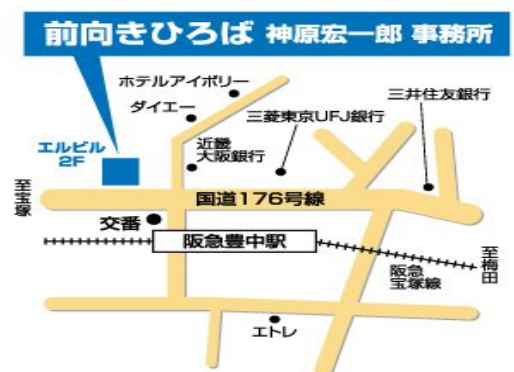 前向きひろば 神原宏一郎 事務所
ホテルアイボリー
ダイエー
三井住友銀行
三菱東京UFJ銀行
近畿
大阪銀行
エルビル
2F
至宝塚
国道176号線
交番
阪急豊中駅
至梅田
阪急
宝塚線
エトレ